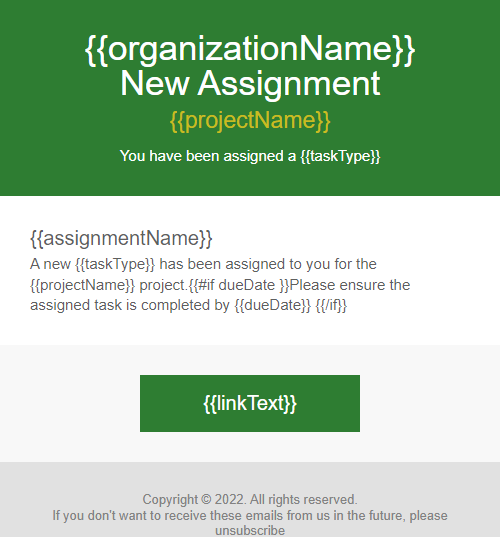 {{organizationName}}
New Assignment
{{projectName}}
You have been assigned a {{taskType}}
{{assignmentName}}
A new {{taskType}} has been assigned to you for the
{{projectName}} project.{{#if dueDate }}Please ensure the
assigned task is completed by {{dueDate}} {{/if}}
{{linkText}}
Copyright © 2022. All rights reserved.
If you don't want to receive these emails from us in the future, please
unsubscribe